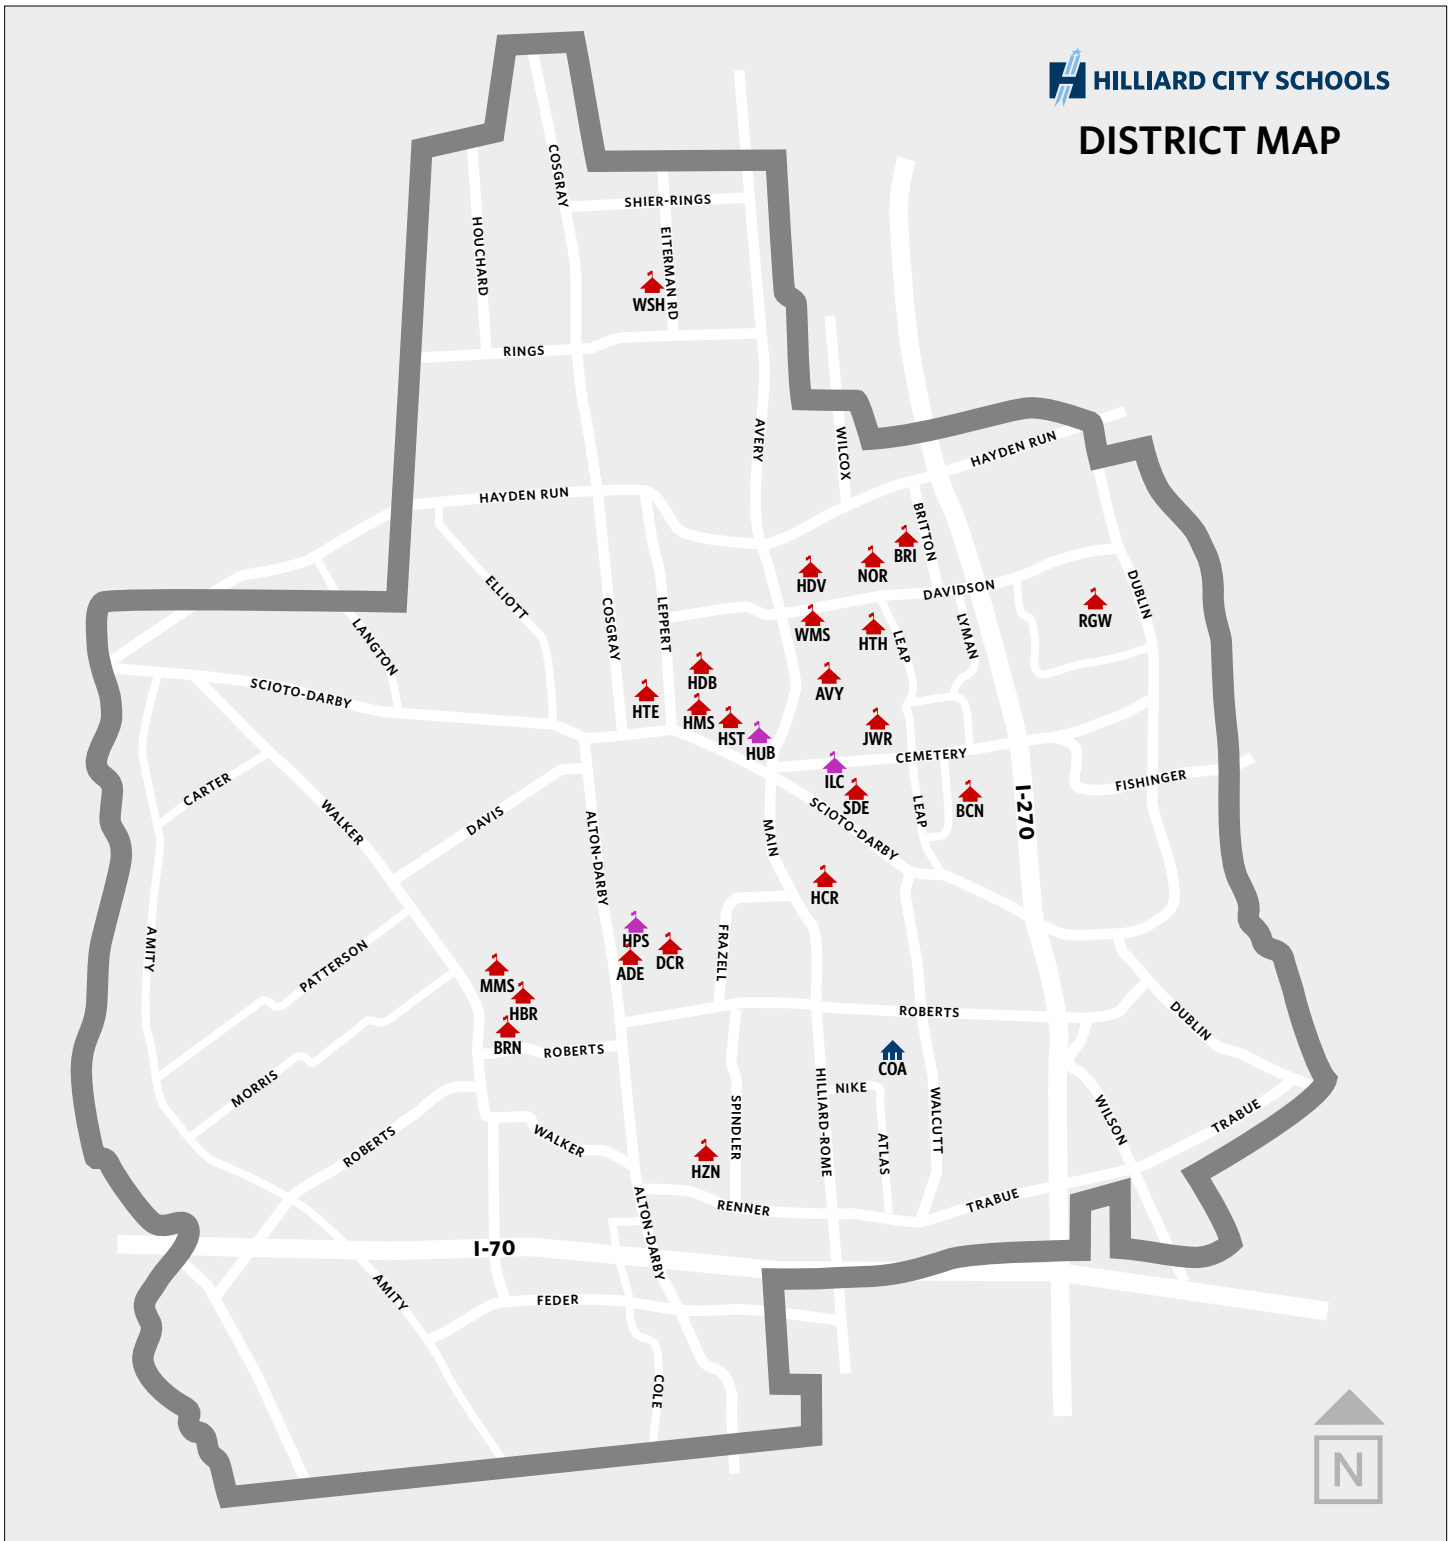 HILLIARD CITY SCHOOLS
DISTRICT MAP
COSGRAY
SHIER-RINGS
HOUCHARD
EITERMAN RD
WSH
RINGS
AVERY
WILCOX
HAYDEN RUN
HAYDEN RUN
BRITTON
BRI
NOR
HDV
DAVIDSON
DUBLIN
RGW
ELLIOTT
COSGRAY
LEPPERT
WMS
HTH
LEAP
LYMAN
LANGTON
SCIOTO-DARBY
HDB
HTE
HMS
HST
HUB
AVY
JWR
CEMETERY
ILC
SDE
BCN
FISHINGER
I-270
CARTER
WALKER
DAVIS
ALTON-DARBY
MAIN
SCIOTO-DARBY
LEAP
HCR
AMITY
PATTERSON
HPS
ADE
DCR
FRAZELL
MMS
HBR
BRN
ROBERTS
ROBERTS
DUBLIN
COA
NIKE
MORRIS
ROBERTS
WALKER
SPINDLER
HILLIARD-ROME
ATLAS
WALCUTT
WILSON
TRABUE
HZN
RENNER
TRABUE
ALTON-DARBY
I-70
AMITY
FEDER
COLE
N